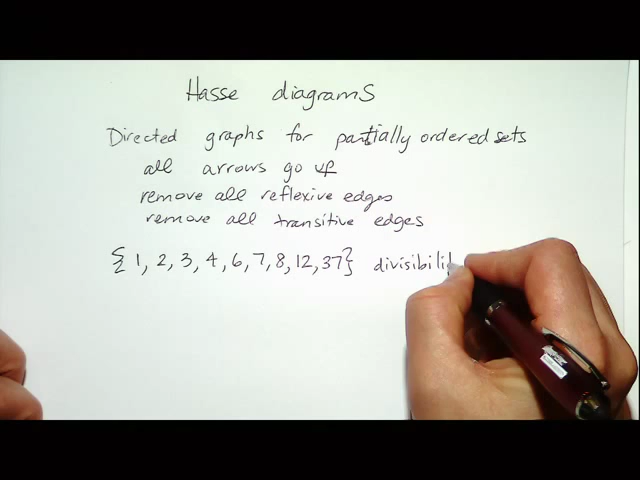 Hasse diagrams
Directed graphs for partially ordered sets
all arrows go up
remove all reflexive edges
remove all transitive edges
{ 1, 2, 3, 4, 6, 7, 8, 12, 37} divisibili